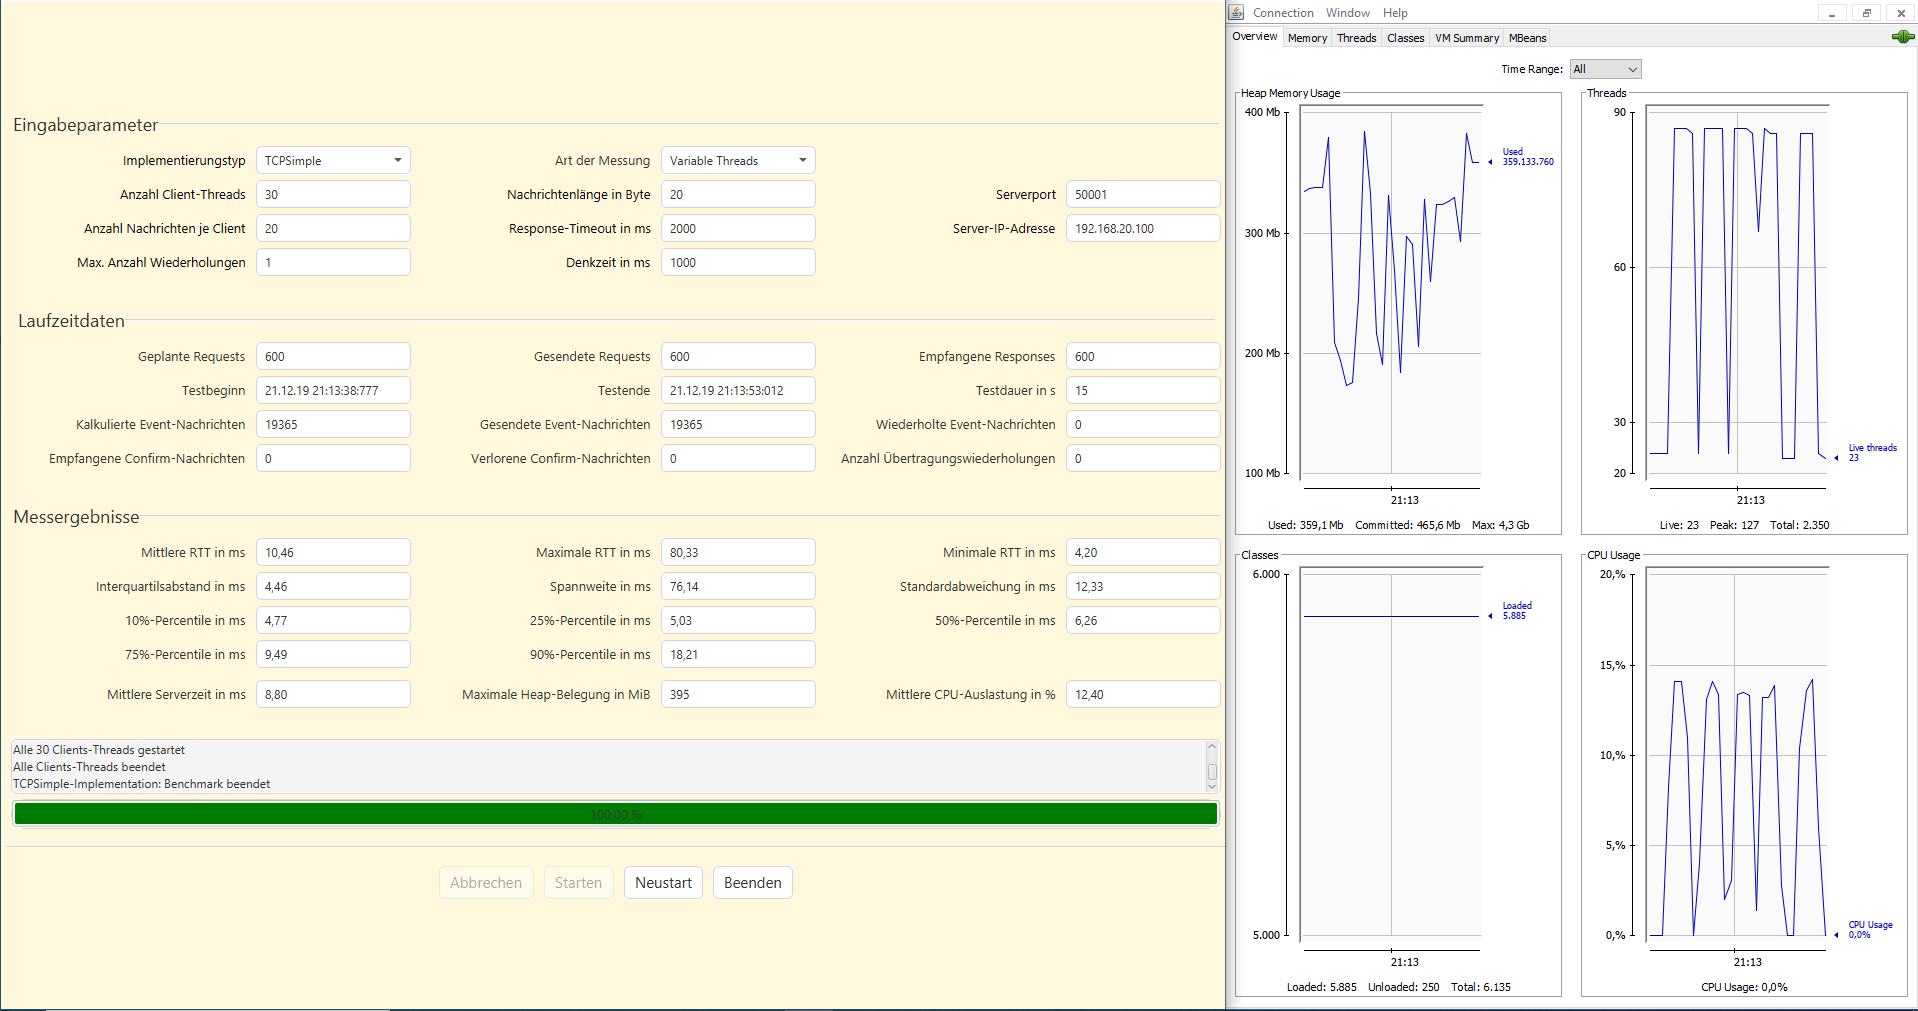 Eingabeparameter
Implementierungstyp TCPSimple Art der Messung Variable Threads
Anzahl Client-Threads 30 Nachrichtenlänge in Byte 20 Serverport 50001
Anzahl Nachrichten je Client 20 Response-Timeout in ms 2000 Server-IP-Adresse 192.168.20.100
Max. Anzahl Wiederholungen 1 Denkzeit in ms 1000
Laufzeitdaten
Geplante Requests 600 Gesendete Requests 600 Empfangene Responses 600
Testbeginn 21.12.19 21:13:38:777 Testende 21.12.19 21:13:53:012 Testdauer in s 15
Kalkulierte Event-Nachrichten 19365 Gesendete Event-Nachrichten 19365 Wiederholte Event-Nachrichten 0
Empfangene Confirm-Nachrichten 0 Verlorene Confirm-Nachrichten 0 Anzahl Übertragungswiederholungen 0
Messergebnisse
Mittlere RTT in ms 10,46 Maximale RTT in ms 80,33 Minimale RTT in ms 4,20
Interquartilsabstand in ms 4,46 Spannweite in ms 76,14 Standardabweichung in ms 12,33
10%-Percentile in ms 4,77 25%-Percentile in ms 5,03 50%-Percentile in ms 6,26
75%-Percentile in ms 9,49 90%-Percentile in ms 18,21
Mittlere Serverzeit in ms 8,80 Maximale Heap-Belegung in MiB 395 Mittlere CPU-Auslastung in % 12,40
Alle 30 Clients-Threads gestartet
Alle Clients-Threads beendet
TCPSimple-Implementation: Benchmark beendet
100,00 %
Abbrechen Starten Neustart Beenden
Connection Window Help
Overview Memory Threads Classes VM Summary MBeans
Time Range: All
Heap Memory Usage
400 Mb
300 Mb
200 Mb
100 Mb
Used
359.133.760
21:13
Used: 359,1 Mb Committed: 465,6 Mb Max: 4,3 Gb
Threads
90
60
30
20
Live threads
23
21:13
Live: 23 Peak: 127 Total: 2.350
Classes
6.000
5.000
Loaded
5.885
21:13
Loaded: 5.885 Unloaded: 250 Total: 6.135
CPU Usage
20,%
15,%
10,%
5,%
0,%
CPU Usage
0,0%
21:13
CPU Usage: 0,0%